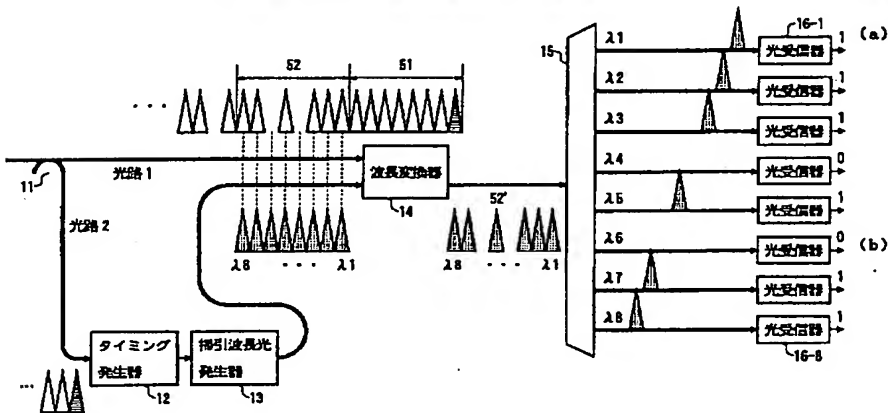 52 51
...
光路1
11
光路2
波長変換器
14
52'
λ8 ... λ1
λ8 ... λ1
タイミング
発生器
12
掃引波長光
発生器
13
...
15
λ1
λ2
λ3
λ4
λ5
λ6
λ7
λ8
16-1
光受信器 1 (a)
光受信器 1
光受信器 1
光受信器 0
光受信器 1
光受信器 0 (b)
光受信器 1
光受信器 1
16-8